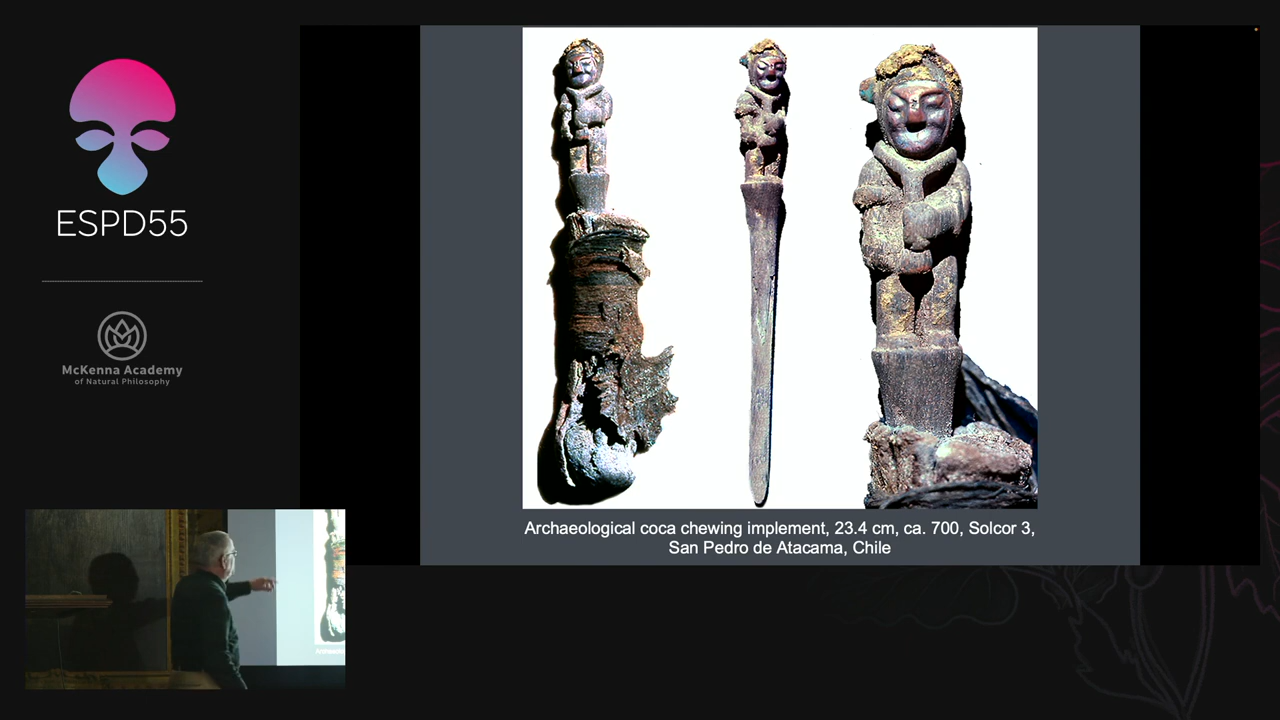 ESPD55
McKenna Academy
of Natural Philosophy
Archaeological coca chewing implement, 23.4 cm, ca. 700, Solcor 3,
San Pedro de Atacama, Chile